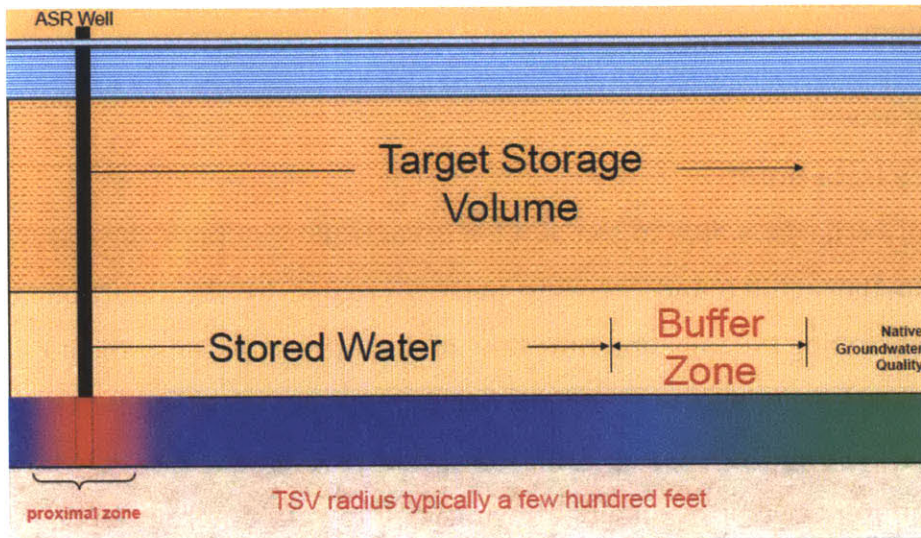 ASR Well
Target Storage
Volume
Stored Water
Buffer
Zone
Native
Groundwater
Quality
proximal zone
TSV radius typically a few hundred feet